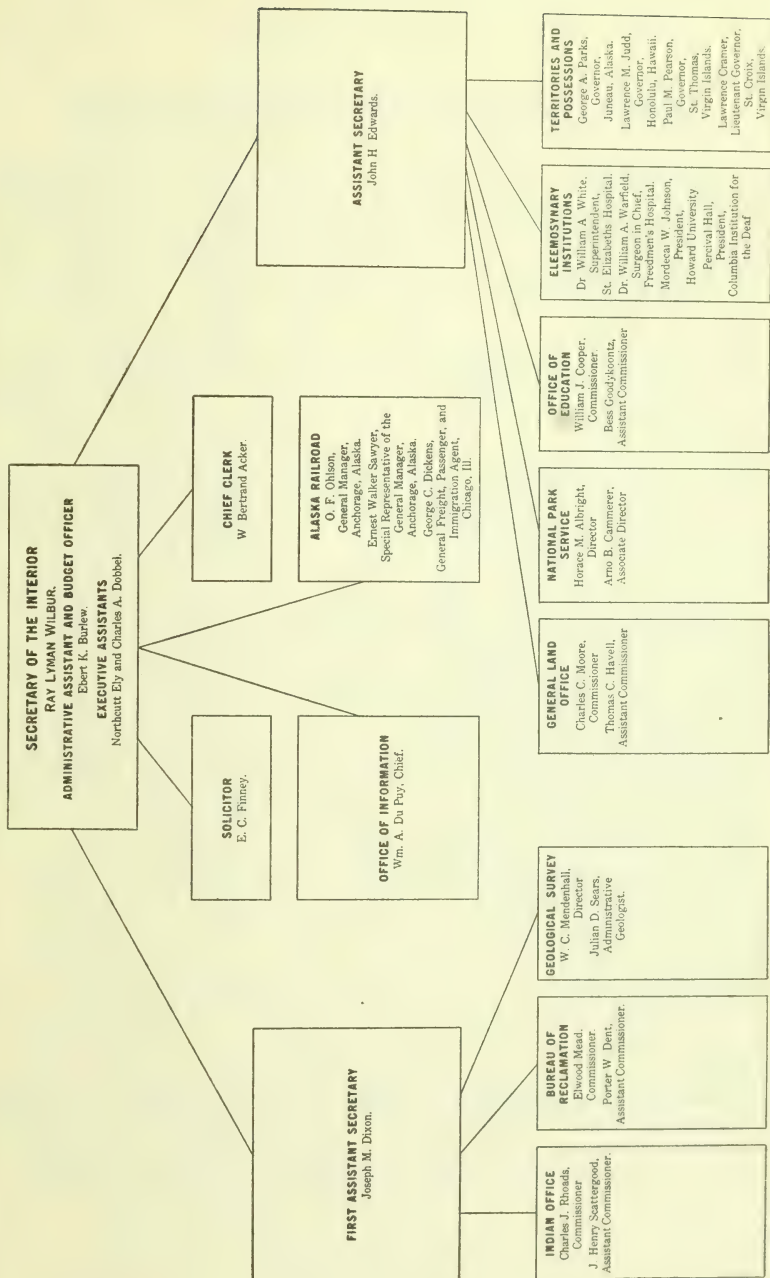 SECRETARY OF THE INTERIOR
RAY LYMAN WILBUR.
ADMINISTRATIVE ASSISTANT AND BUDGET OFFICER
Ebert K. Burlew.
EXECUTIVE ASSISTANTS
Northcutt Ely and Charles A. Dobbel.
FIRST ASSISTANT SECRETARY
Joseph M. Dixon.
SOLICITOR
E. C. Finney.
CHIEF CLERK
W Bertrand Acker.
ASSISTANT SECRETARY
John H Edwards.
OFFICE OF INFORMATION
Wm. A. Du Puy, Chief.
ALASKA RAILROAD
O. F. Ohlson,
General Manager,
Anchorage, Alaska.
Ernest Walker Sawyer,
Special Representative of the
General Manager,
Anchorage, Alaska.
George C. Dickens,
General Freight, Passenger, and
Immigration Agent,
Chicago, Ill.
INDIAN OFFICE
Charles J. Rhoads,
Commissioner
J Henry Scattergood,
Assistant Commissioner.
BUREAU OF
RECLAMATION
Elwood Mead.
Commissioner.
Porter W Dent,
Assistant Commissioner.
GEOLOGICAL SURVEY
W. C. Mendenhall,
Director
Julian D. Sears,
Administrative
Geologist.
GENERAL LAND
OFFICE
Charles C. Moore,
Commissioner
Thomas C. Havell,
Assistant Commissioner
NATIONAL PARK
SERVICE
Horace M. Albright,
Director
Arno B. Cammerer,
Associate Director
OFFICE OF
EDUCATION
William J. Cooper,
Commissioner
Bess Goodykoontz,
Assistant Commissioner
ELEEMOSYNARY
INSTITUTIONS
Dr William A White,
Superintendent,
St. Elizabeths Hospital.
Dr. William A. Warfield,
Surgeon in Chief,
Freedmen's Hospital.
Mordecai W. Johnson,
President,
Howard University
Percival Hall,
President,
Columbia Institution for
the Deaf
TERRITORIES AND
POSSESSIONS
George A. Parks,
Governor,
Juneau, Alaska.
Lawrence M. Judd,
Governor,
Honolulu, Hawaii.
Paul M. Pearson,
Governor,
St. Thomas,
Virgin Islands.
Lawrence Cramer,
Lieutenant Governor,
St. Croix,
Virgin Islands.